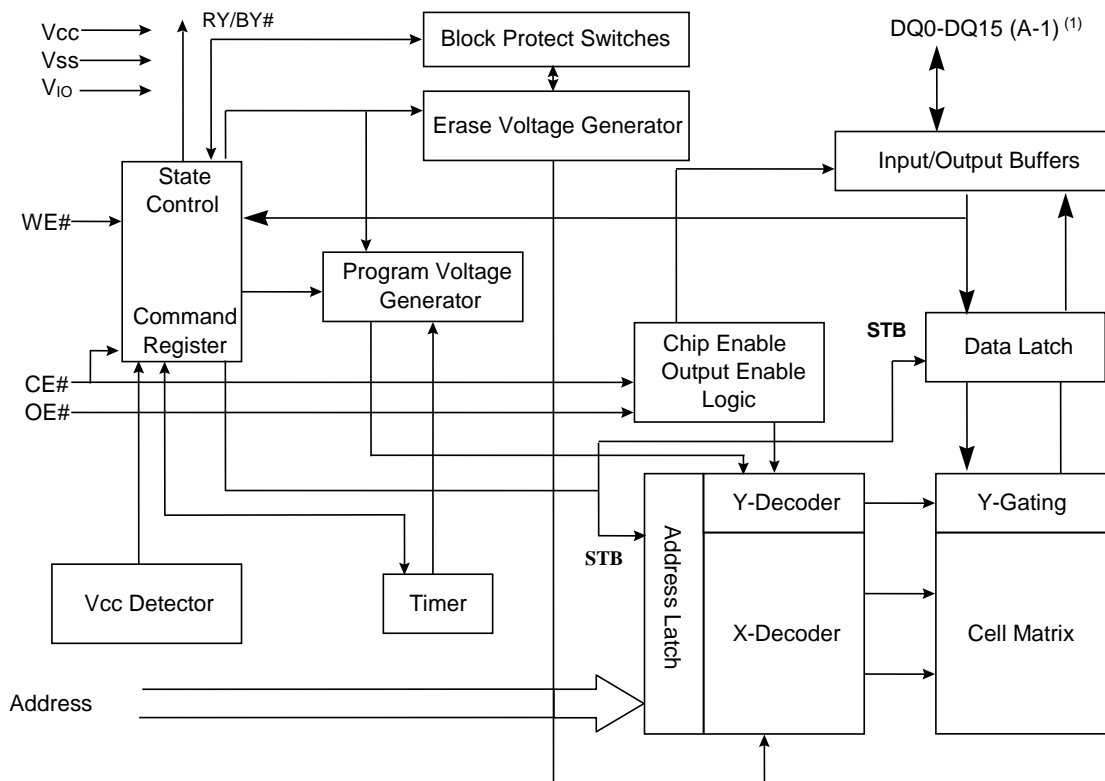 RY/BY#
Vcc
Vss
VIO
Block Protect Switches
DQ0-DQ15 (A-1) (1)
Erase Voltage Generator
Input/Output Buffers
State
Control
WE#
Program Voltage
Generator
Command
Register
STB
Chip Enable
Output Enable
Logic
Data Latch
CE#
OE#
Y-Decoder
Y-Gating
STB
Address Latch
Vcc Detector
Timer
X-Decoder
Cell Matrix
Address